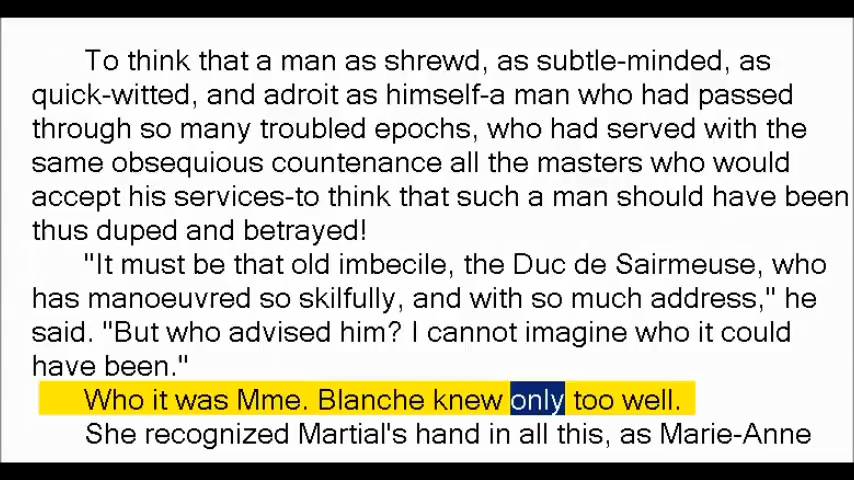 To think that a man as shrewd, as subtle-minded, as
quick-witted, and adroit as himself-a man who had passed
through so many troubled epochs, who had served with the
same obsequious countenance all the masters who would
accept his services-to think that such a man should have been
thus duped and betrayed!
"It must be that old imbecile, the Duc de Sairmeuse, who
has manoeuvred so skilfully, and with so much address," he
said. "But who advised him? I cannot imagine who it could
have been."
Who it was Mme. Blanche knew only too well.
She recognized Martial's hand in all this, as Marie-Anne